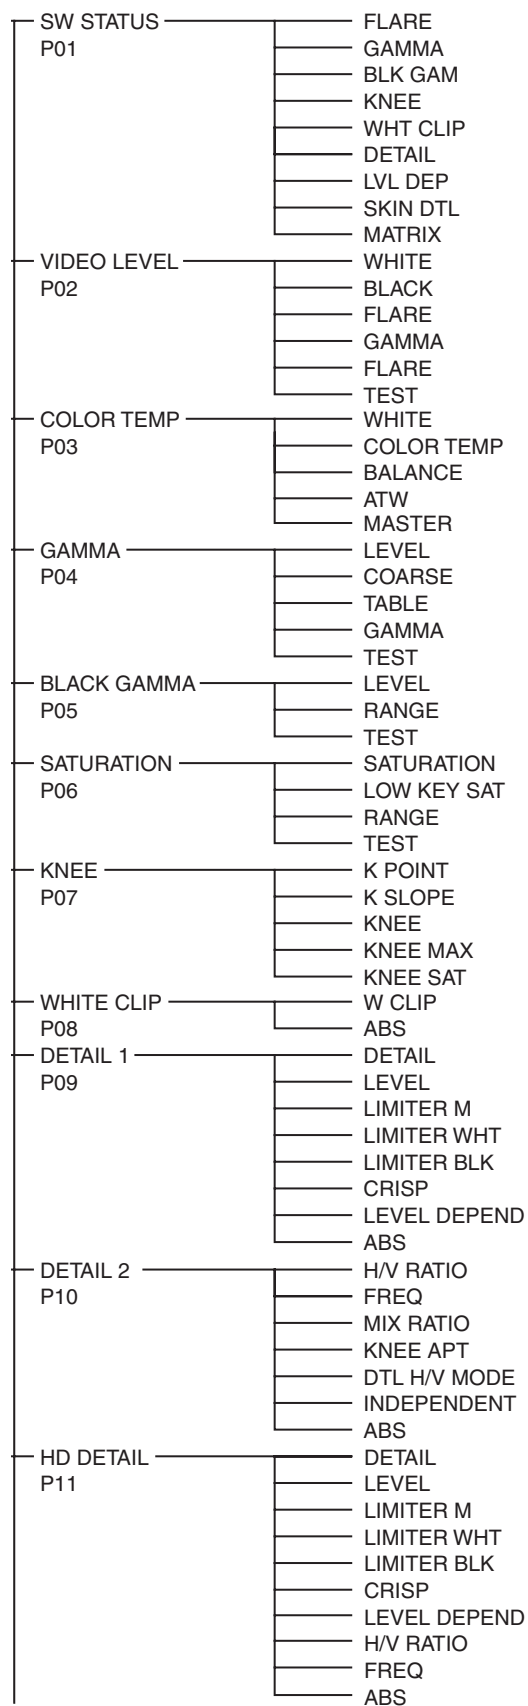 SW STATUS FLARE
P01 GAMMA
BLK GAM
KNEE
WHT CLIP
DETAIL
LVL DEP
SKIN DTL
MATRIX
VIDEO LEVEL WHITE
P02 BLACK
FLARE
GAMMA
FLARE
TEST
COLOR TEMP WHITE
P03 COLOR TEMP
BALANCE
ATW
MASTER
GAMMA LEVEL
P04 COARSE
TABLE
GAMMA
TEST
BLACK GAMMA LEVEL
P05 RANGE
TEST
SATURATION SATURATION
P06 LOW KEY SAT
RANGE
TEST
KNEE K POINT
P07 K SLOPE
KNEE
KNEE MAX
KNEE SAT
WHITE CLIP W CLIP
P08 ABS
DETAIL 1 DETAIL
P09 LEVEL
LIMITER M
LIMITER WHT
LIMITER BLK
CRISP
LEVEL DEPEND
ABS
DETAIL 2 H/V RATIO
P10 FREQ
MIX RATIO
KNEE APT
DTL H/V MODE
INDEPENDENT
ABS
HD DETAIL DETAIL
P11 LEVEL
LIMITER M
LIMITER WHT
LIMITER BLK
CRISP
LEVEL DEPEND
H/V RATIO
FREQ
ABS